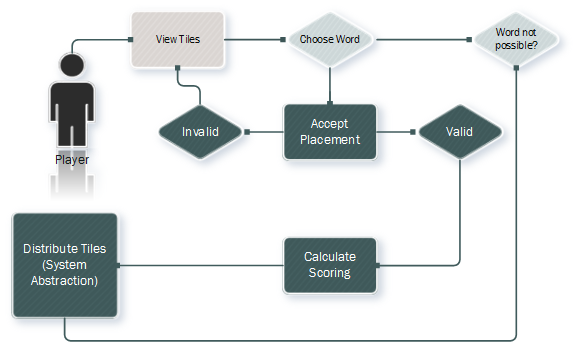 View Tiles
Choose Word
Word not
possible?
Invalid
Accept
Placement
Valid
Player
Distribute Tiles
(System
Abstraction)
Calculate
Scoring